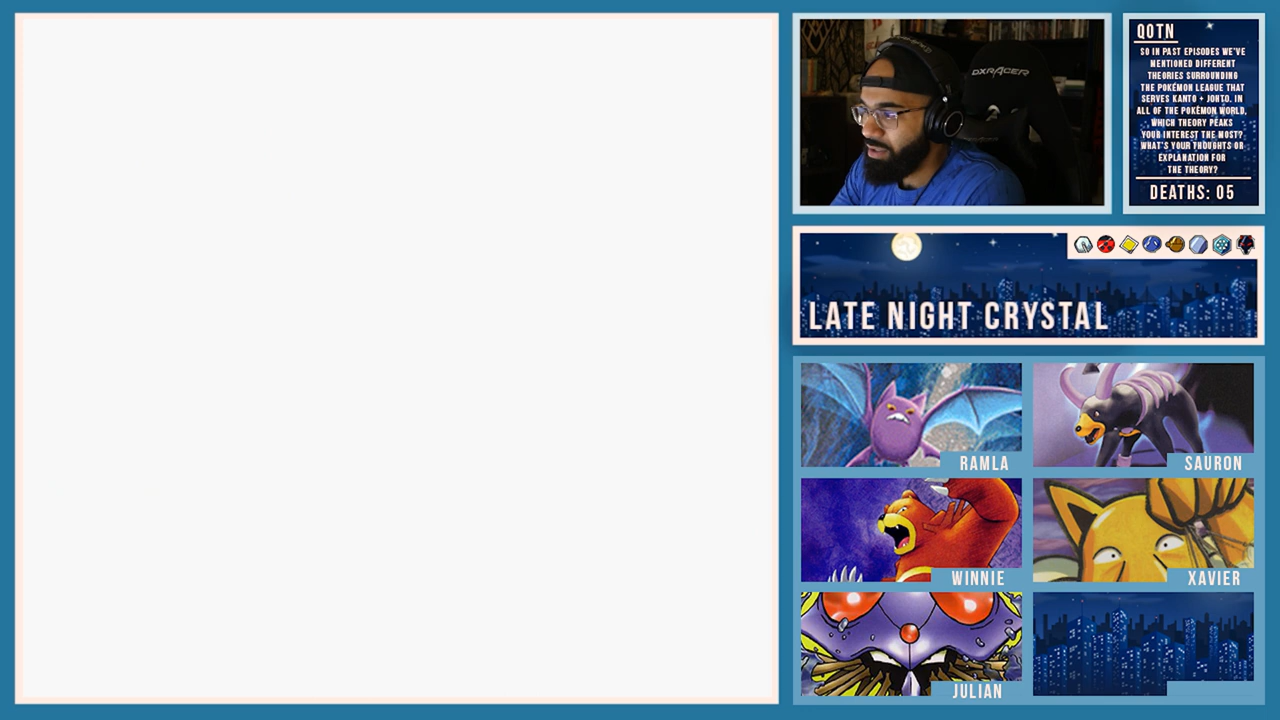 DXRACER
QOTN
SO IN PAST EPISODES WE'VE
MENTIONED DIFFERENT
THEORIES SURROUNDING
THE POKÉMON LEAGUE THAT
SERVES KANTO + JOHTO. IN
ALL OF THE POKÉMON WORLD,
WHICH THEORY PEAKS
YOUR INTEREST THE MOST?
WHAT'S YOUR THOUGHTS OR
EXPLANATION FOR
THE THEORY?
DEATHS: 05
LATE NIGHT CRYSTAL
RAMLA
SAURON
WINNIE
XAVIER
JULIAN